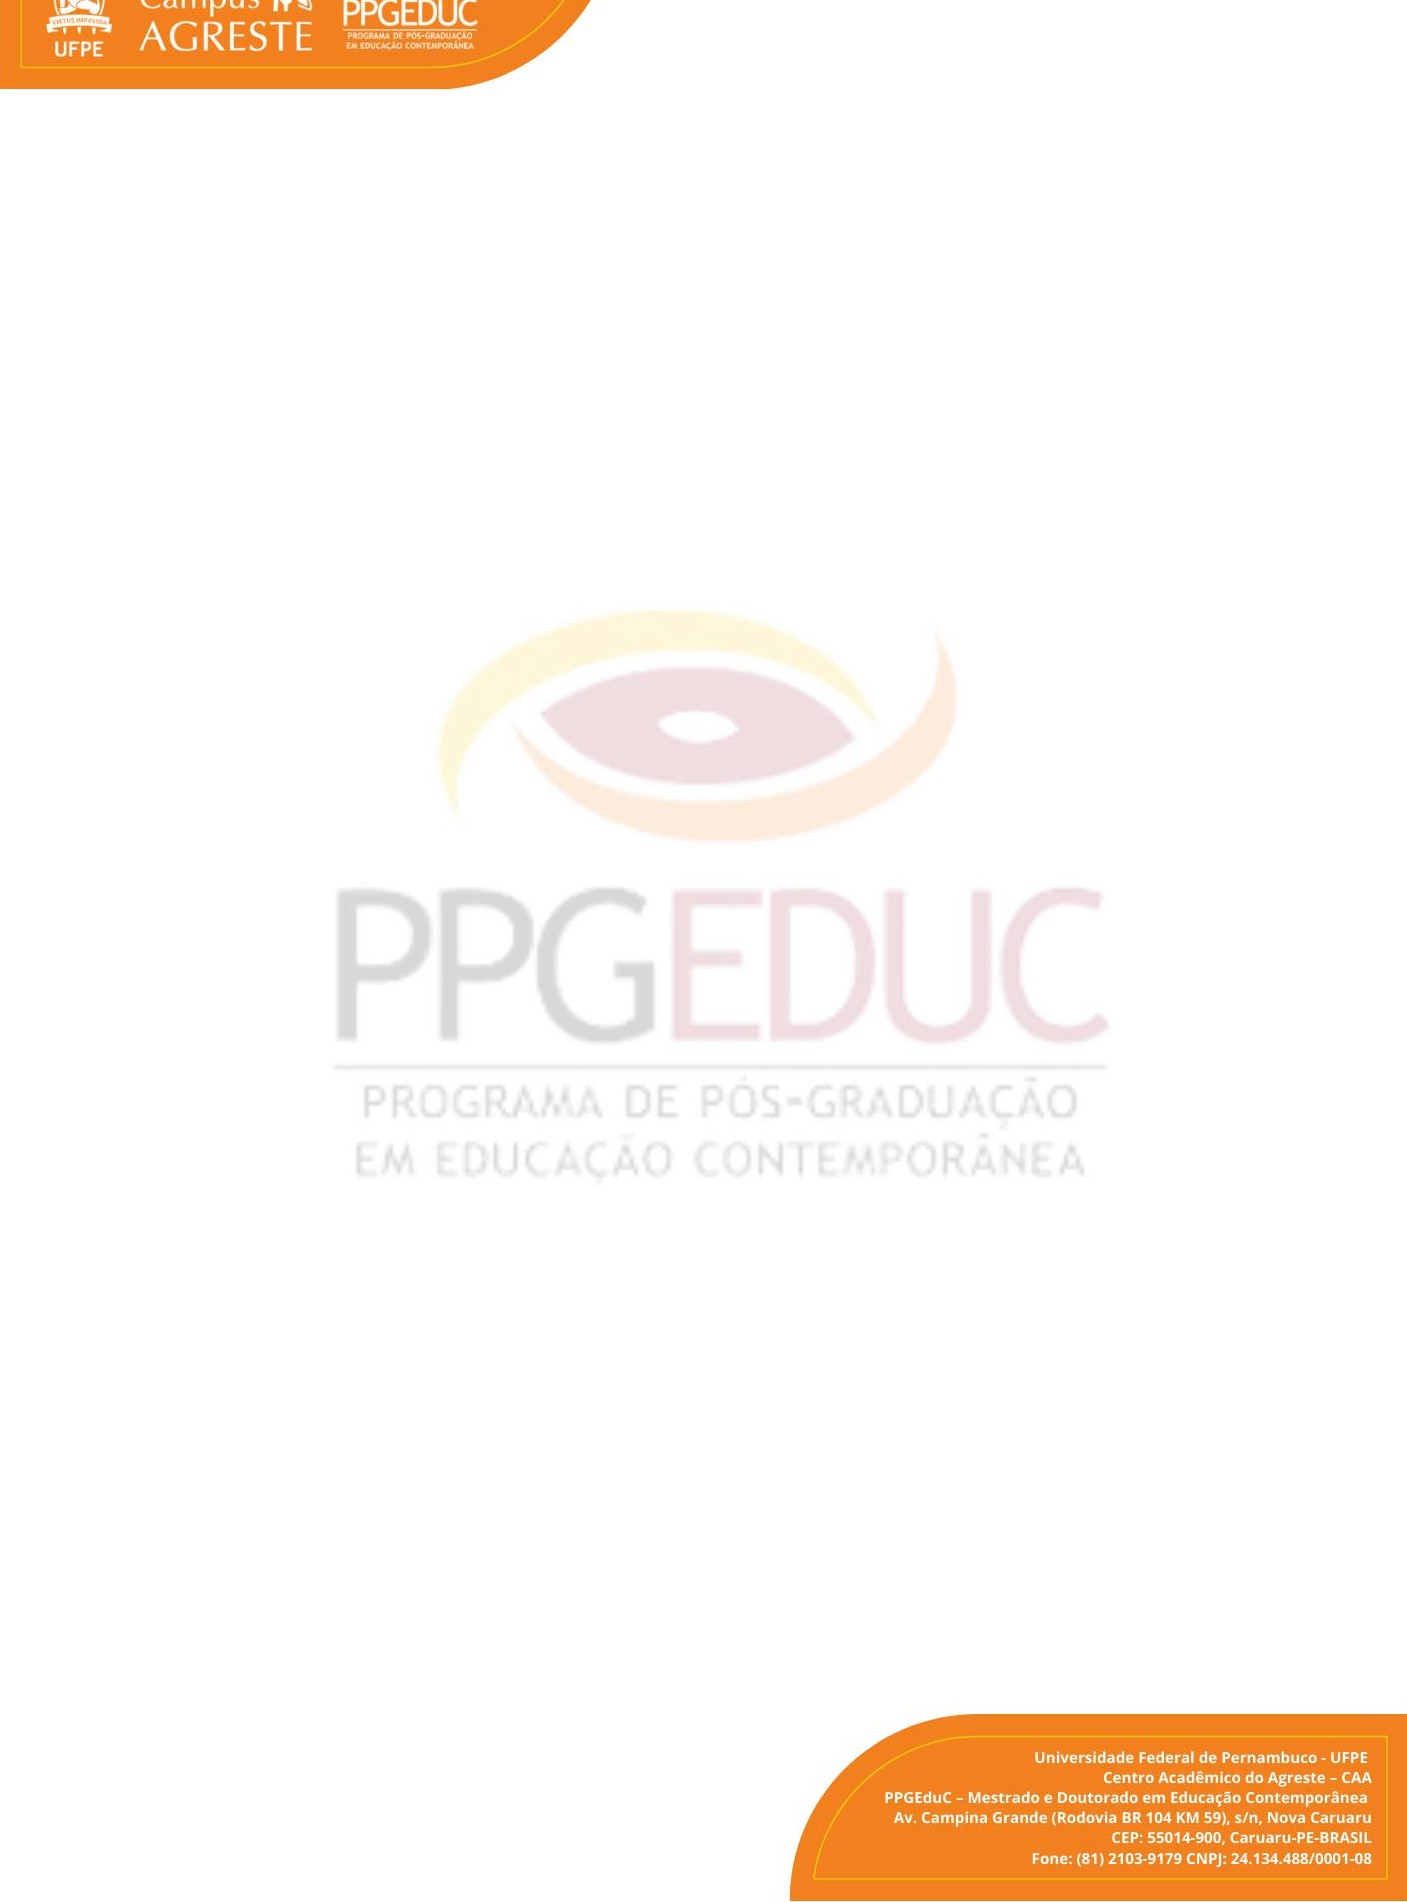 VIRTUS IMPAVIDA
UFPE
Campus
AGRESTE
PPGEDUC
PROGRAMA DE PÓS-GRADUAÇÃO
EM EDUCAÇÃO CONTEMPORÂNEA
PPGEDUC
PROGRAMA DE PÓS-GRADUAÇÃO
EM EDUCAÇÃO CONTEMPORÂNEA
Universidade Federal de Pernambuco - UFPE
Centro Acadêmico do Agreste – CAA
PPGEduC – Mestrado e Doutorado em Educação Contemporânea
Av. Campina Grande (Rodovia BR 104 KM 59), s/n, Nova Caruaru
CEP: 55014-900, Caruaru-PE-BRASIL
Fone: (81) 2103-9179 CNPJ: 24.134.488/0001-08